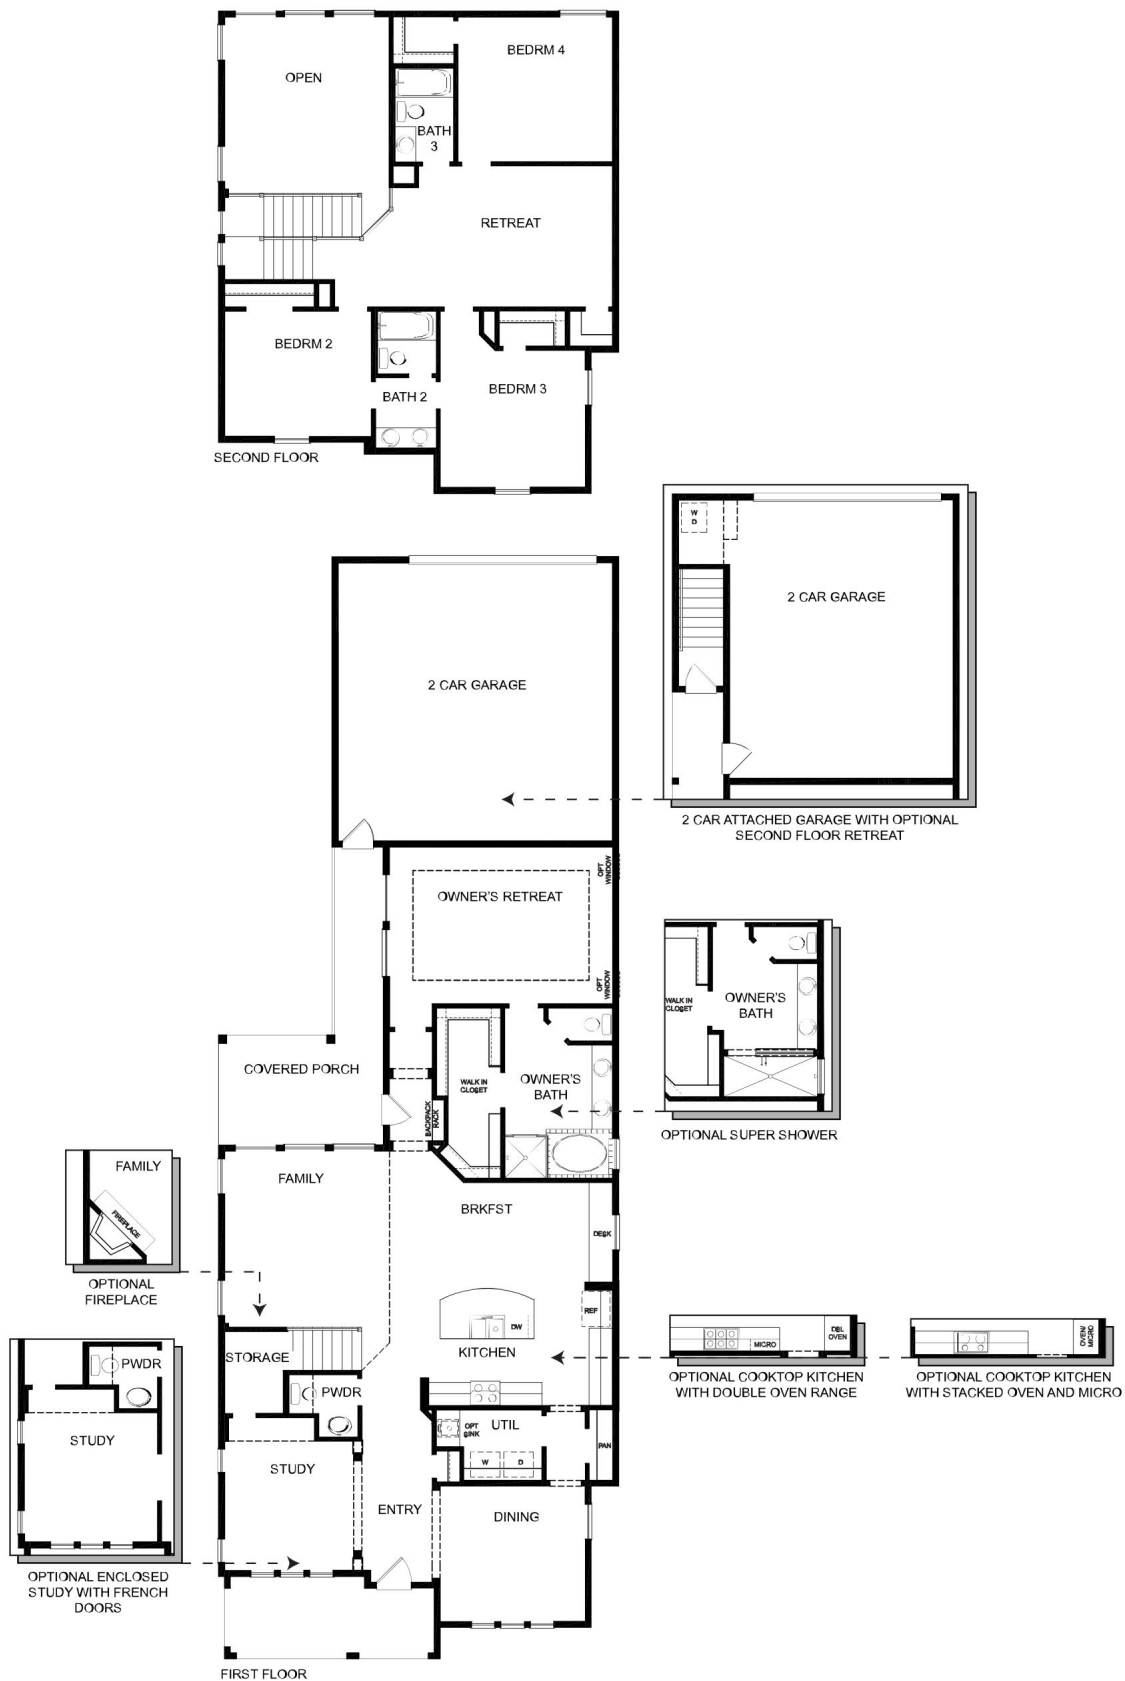 OPEN
BEDRM 4
BATH
3
RETREAT
BEDRM 2
BATH 2
BEDRM 3
SECOND FLOOR
2 CAR GARAGE
W
D
2 CAR GARAGE
2 CAR ATTACHED GARAGE WITH OPTIONAL
SECOND FLOOR RETREAT
OWNER'S RETREAT
OPT
WINDOW
OPT
WINDOW
COVERED PORCH
WALK IN
CLOSET
OWNER'S
BATH
BACKPACK
RACK
WALK IN
CLOSET
OWNER'S
BATH
OPTIONAL SUPER SHOWER
FAMILY
FIREPLACE
OPTIONAL
FIREPLACE
FAMILY
BRKFST
DESK
REF
DW
KITCHEN
STORAGE
PWDR
OPT
SINK
UTIL
PAN
W
D
STUDY
ENTRY
DINING
MICRO
DBL
OVEN
OPTIONAL COOKTOP KITCHEN
WITH DOUBLE OVEN RANGE
OVEN/
MICRO
OPTIONAL COOKTOP KITCHEN
WITH STACKED OVEN AND MICRO
PWDR
STUDY
OPTIONAL ENCLOSED
STUDY WITH FRENCH
DOORS
FIRST FLOOR